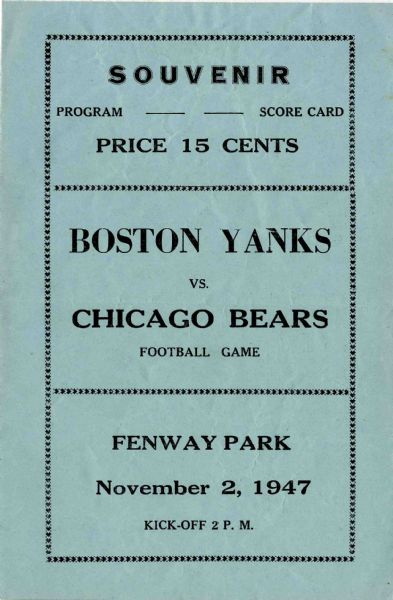 SOUVENIR
PROGRAM — — SCORE CARD
PRICE 15 CENTS
BOSTON YANKS
VS.
CHICAGO BEARS
FOOTBALL GAME
FENWAY PARK
November 2, 1947
KICK-OFF 2 P. M.